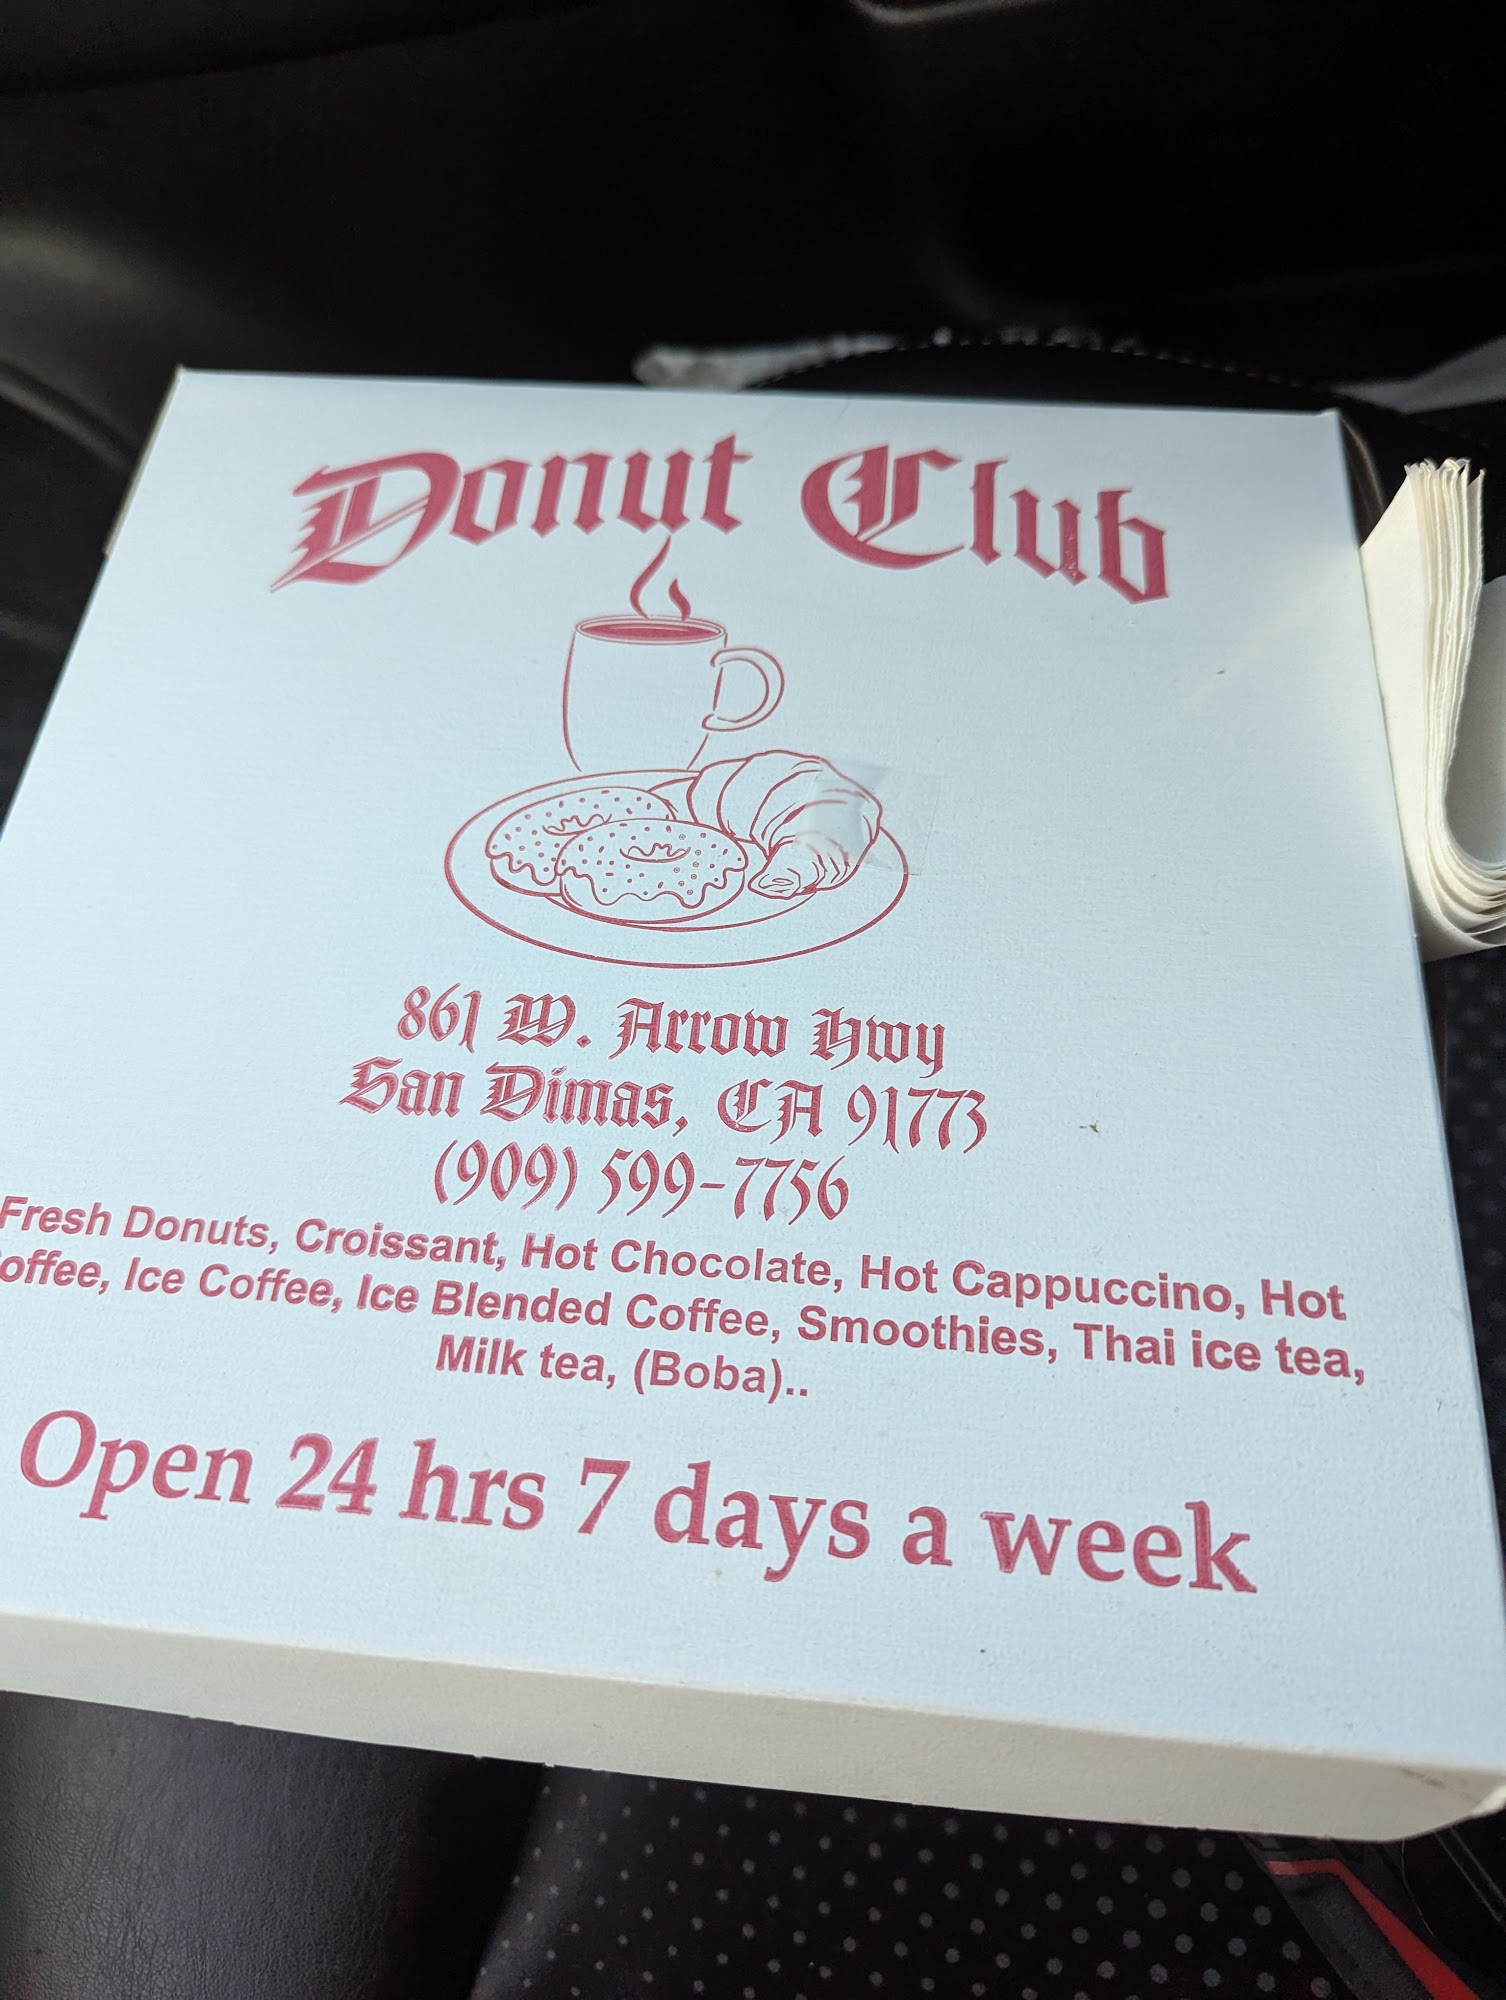 Donut Club
861 W. Arrow Hwy
San Dimas, CA 91773
(909) 599-7756
Fresh Donuts, Croissant, Hot Chocolate, Hot Cappuccino, Hot
offee, Ice Coffee, Ice Blended Coffee, Smoothies, Thai ice tea,
Milk tea, (Boba)..
Open 24 hrs 7 days a week